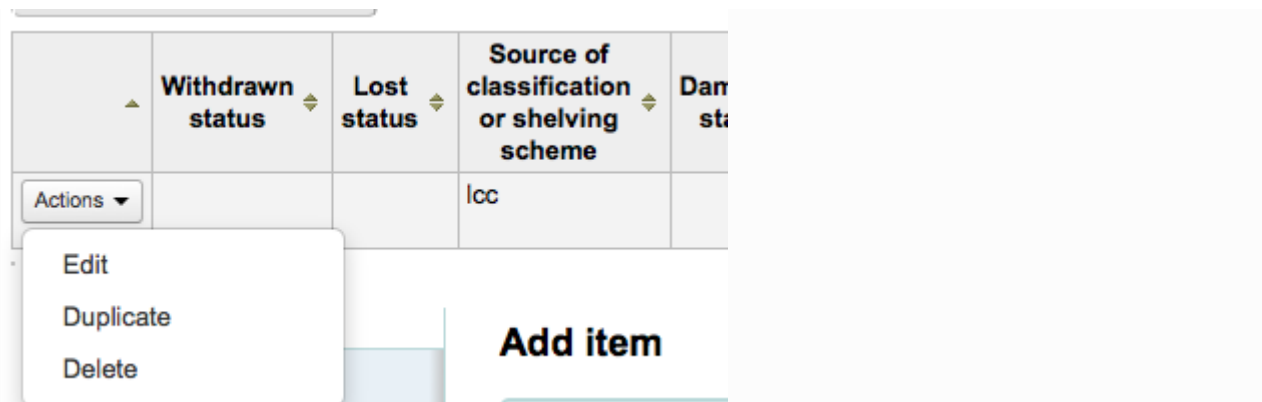 Withdrawn status
Lost status
Source of classification or shelving scheme
Actions
lcc
Edit
Duplicate
Delete
Add item